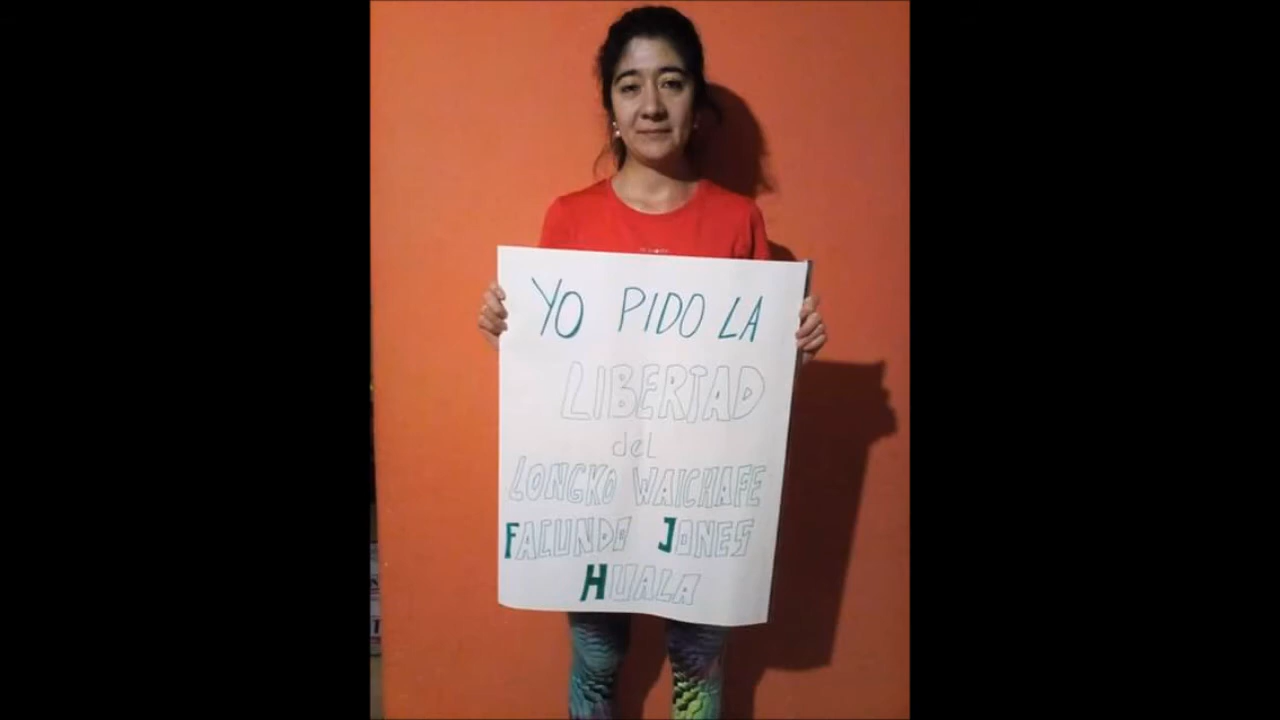 YO PIDO LA
LIBERTAD
del
LONGKO WAICHAFE
FACUNDO JONES
HUALA